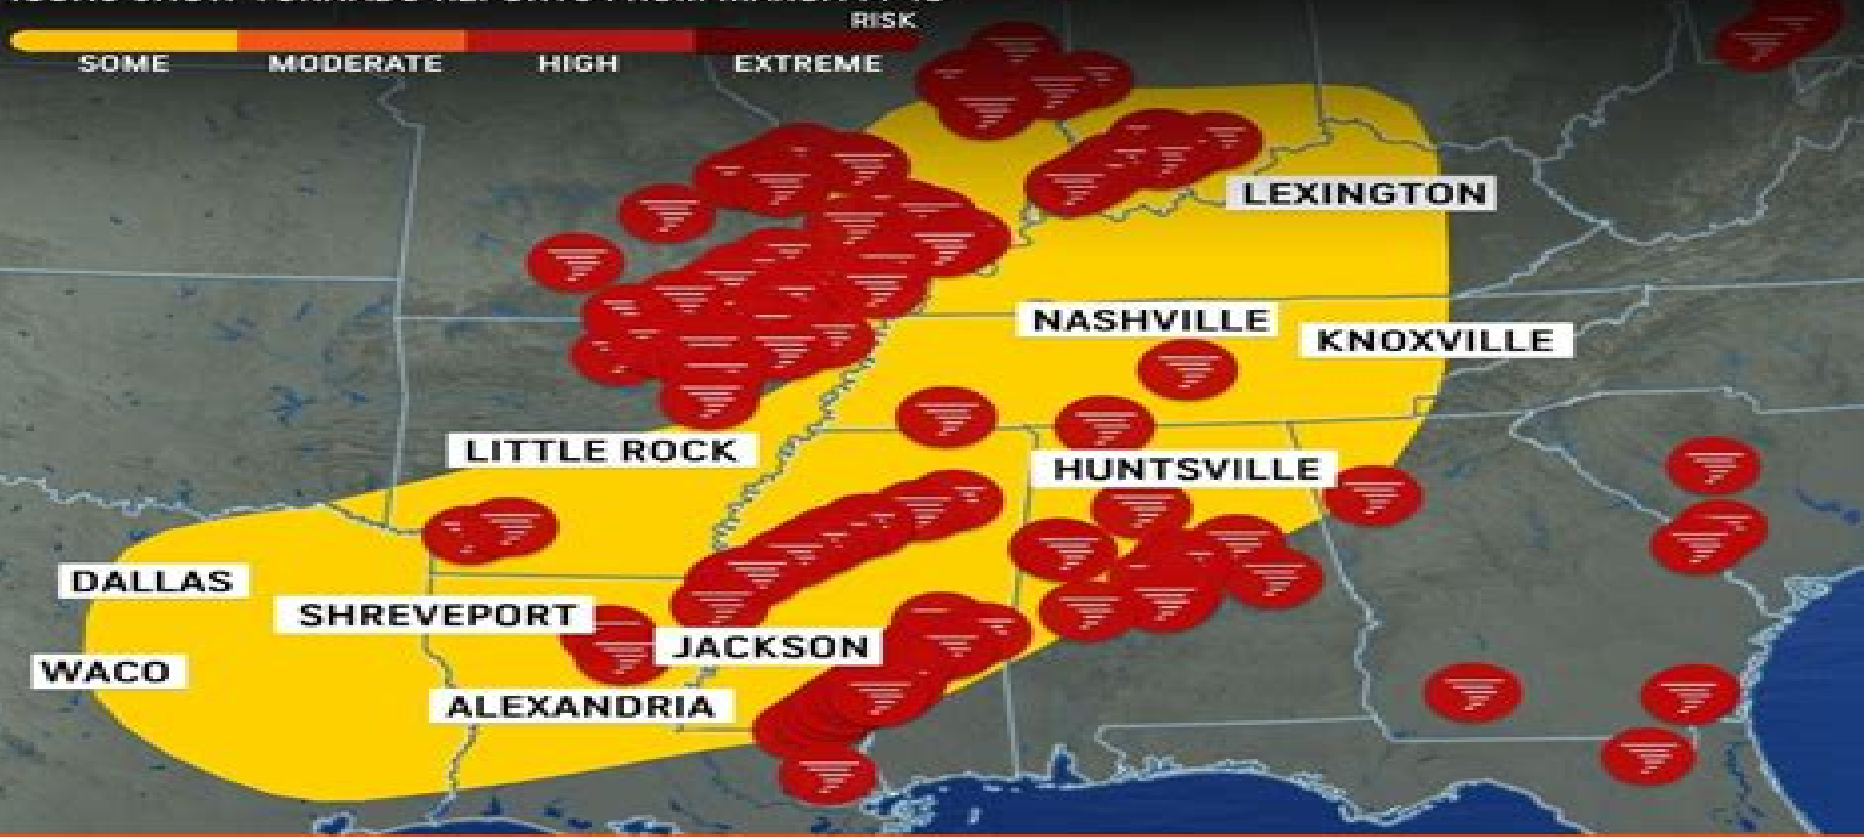 RISK
SOME MODERATE HIGH EXTREME
LEXINGTON
NASHVILLE
KNOXVILLE
LITTLE ROCK
HUNTSVILLE
DALLAS
SHREVEPORT
JACKSON
WACO
ALEXANDRIA